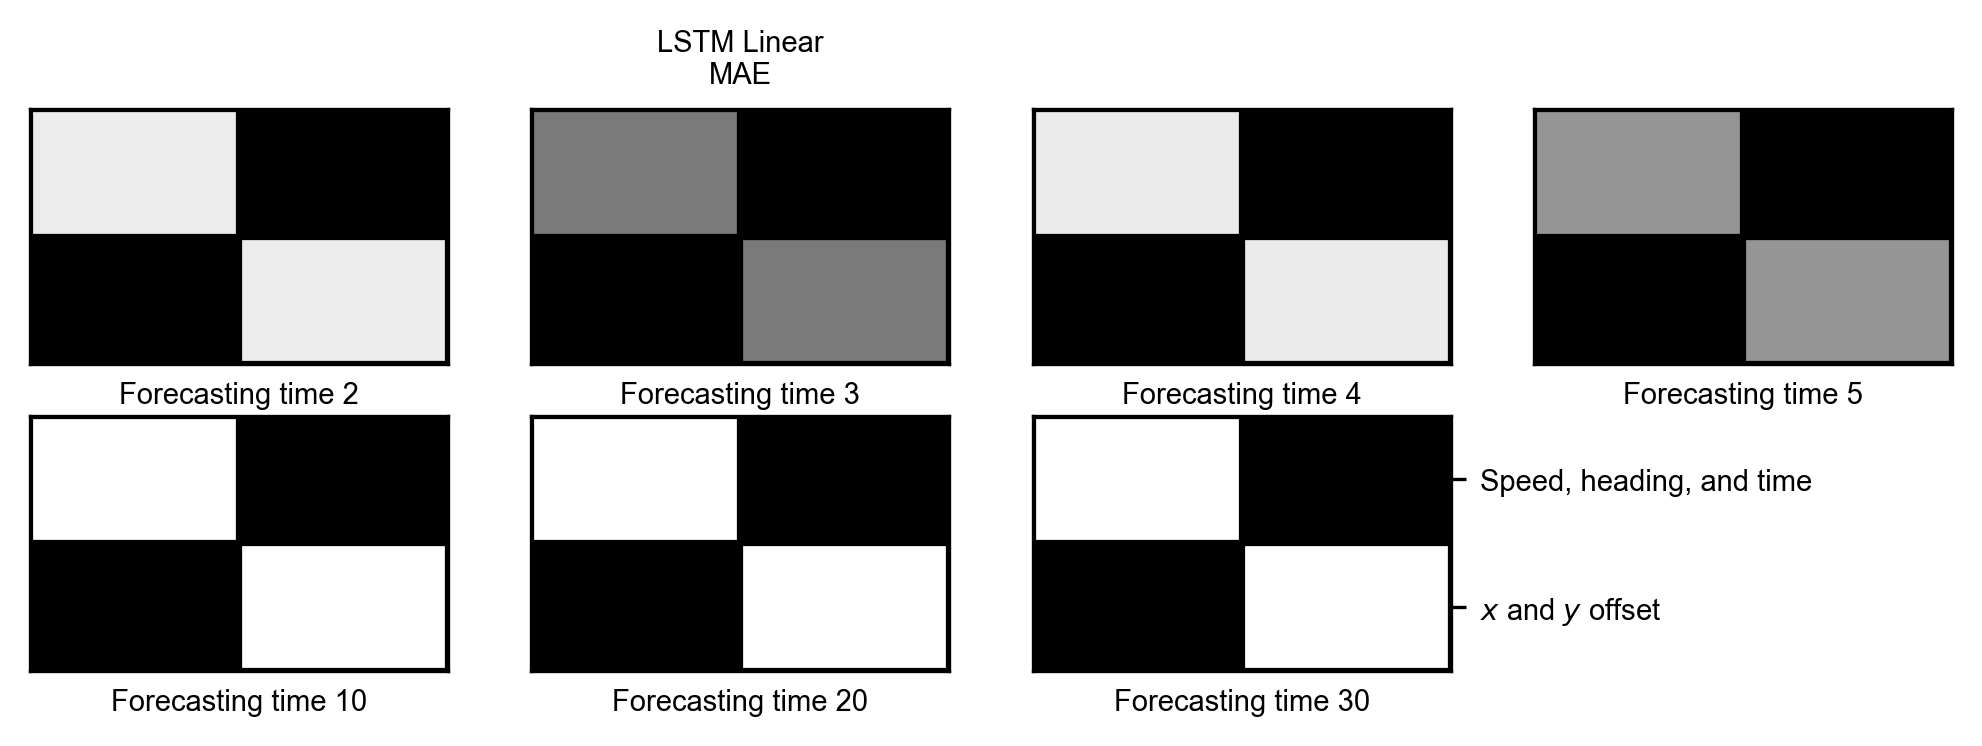 LSTM Linear
MAE
Forecasting time 2
Forecasting time 3
Forecasting time 4
Forecasting time 5
Speed, heading, and time
x and y offset
Forecasting time 10
Forecasting time 20
Forecasting time 30